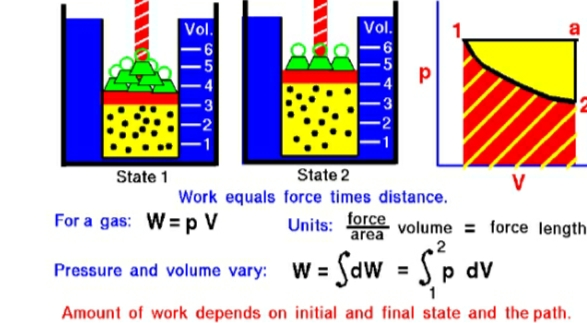 Vol.
6
5
4
3
2
1
State 1
Vol.
6
5
4
3
2
1
State 2
1
a
p
2
V
Work equals force times distance.
For a gas: W = p V
Units: force/area volume = force length
Pressure and volume vary: W = ∫dW = ∫₁² p dV
Amount of work depends on initial and final state and the path.